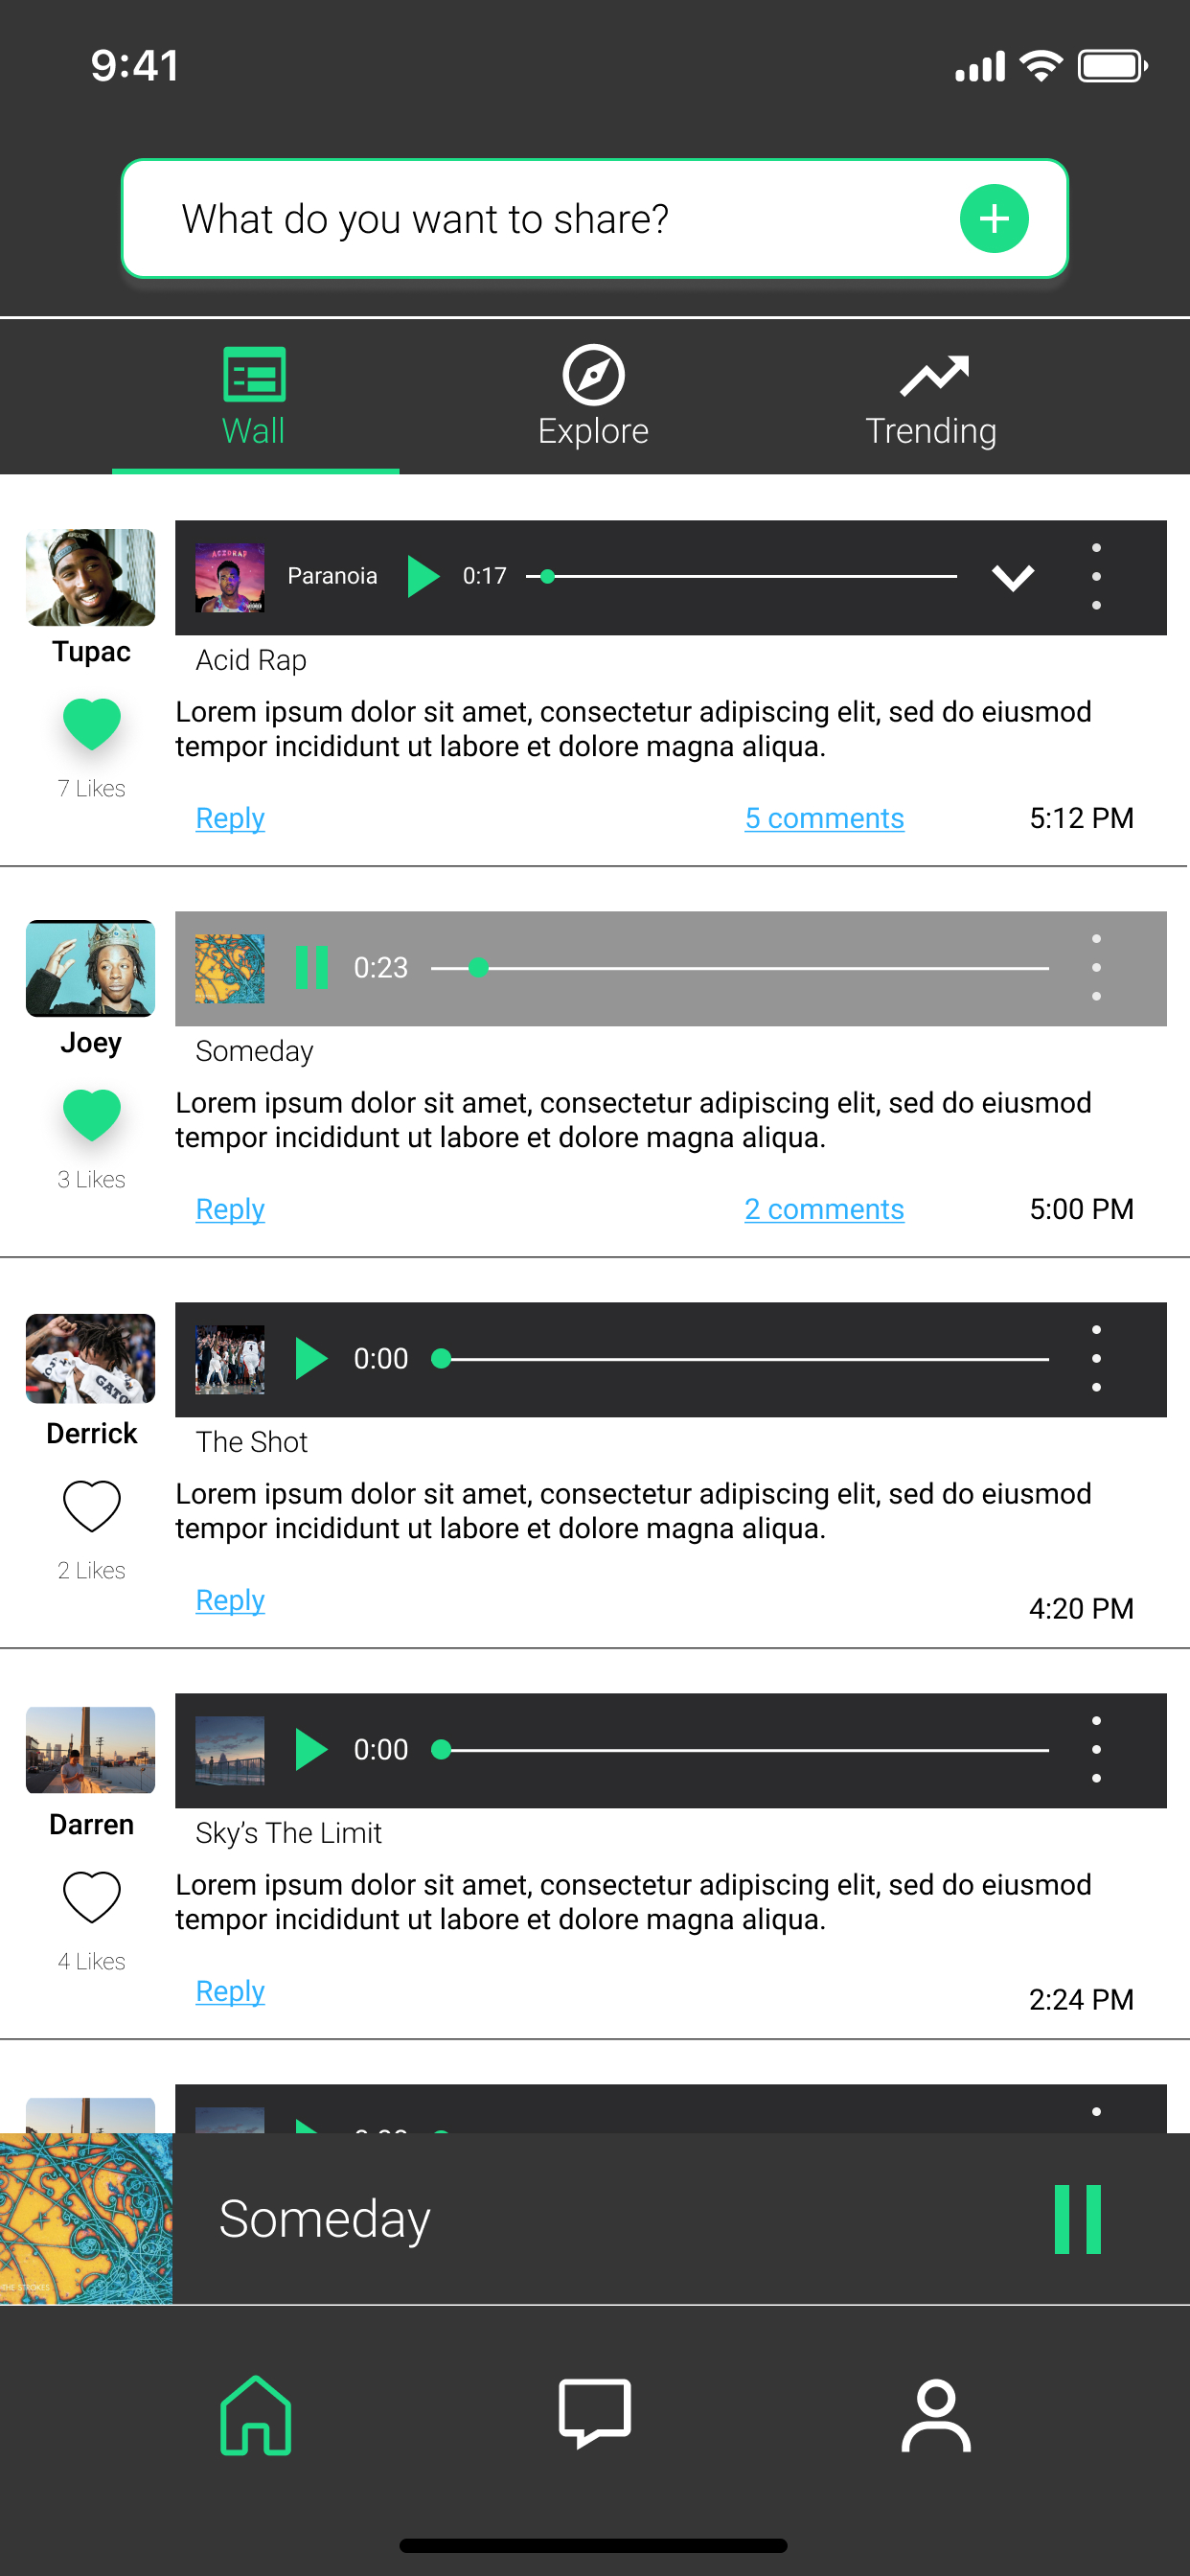 9:41
What do you want to share?
Wall
Explore
Trending
ACID RAP
Paranoia
0:17
Tupac
Acid Rap
Lorem ipsum dolor sit amet, consectetur adipiscing elit, sed do eiusmod
tempor incididunt ut labore et dolore magna aliqua.
7 Likes
Reply
5 comments
5:12 PM
0:23
Joey
Someday
Lorem ipsum dolor sit amet, consectetur adipiscing elit, sed do eiusmod
tempor incididunt ut labore et dolore magna aliqua.
3 Likes
Reply
2 comments
5:00 PM
0:00
Derrick
The Shot
Lorem ipsum dolor sit amet, consectetur adipiscing elit, sed do eiusmod
tempor incididunt ut labore et dolore magna aliqua.
2 Likes
Reply
4:20 PM
0:00
Darren
Sky’s The Limit
Lorem ipsum dolor sit amet, consectetur adipiscing elit, sed do eiusmod
tempor incididunt ut labore et dolore magna aliqua.
4 Likes
Reply
2:24 PM
Someday
THE STROKES